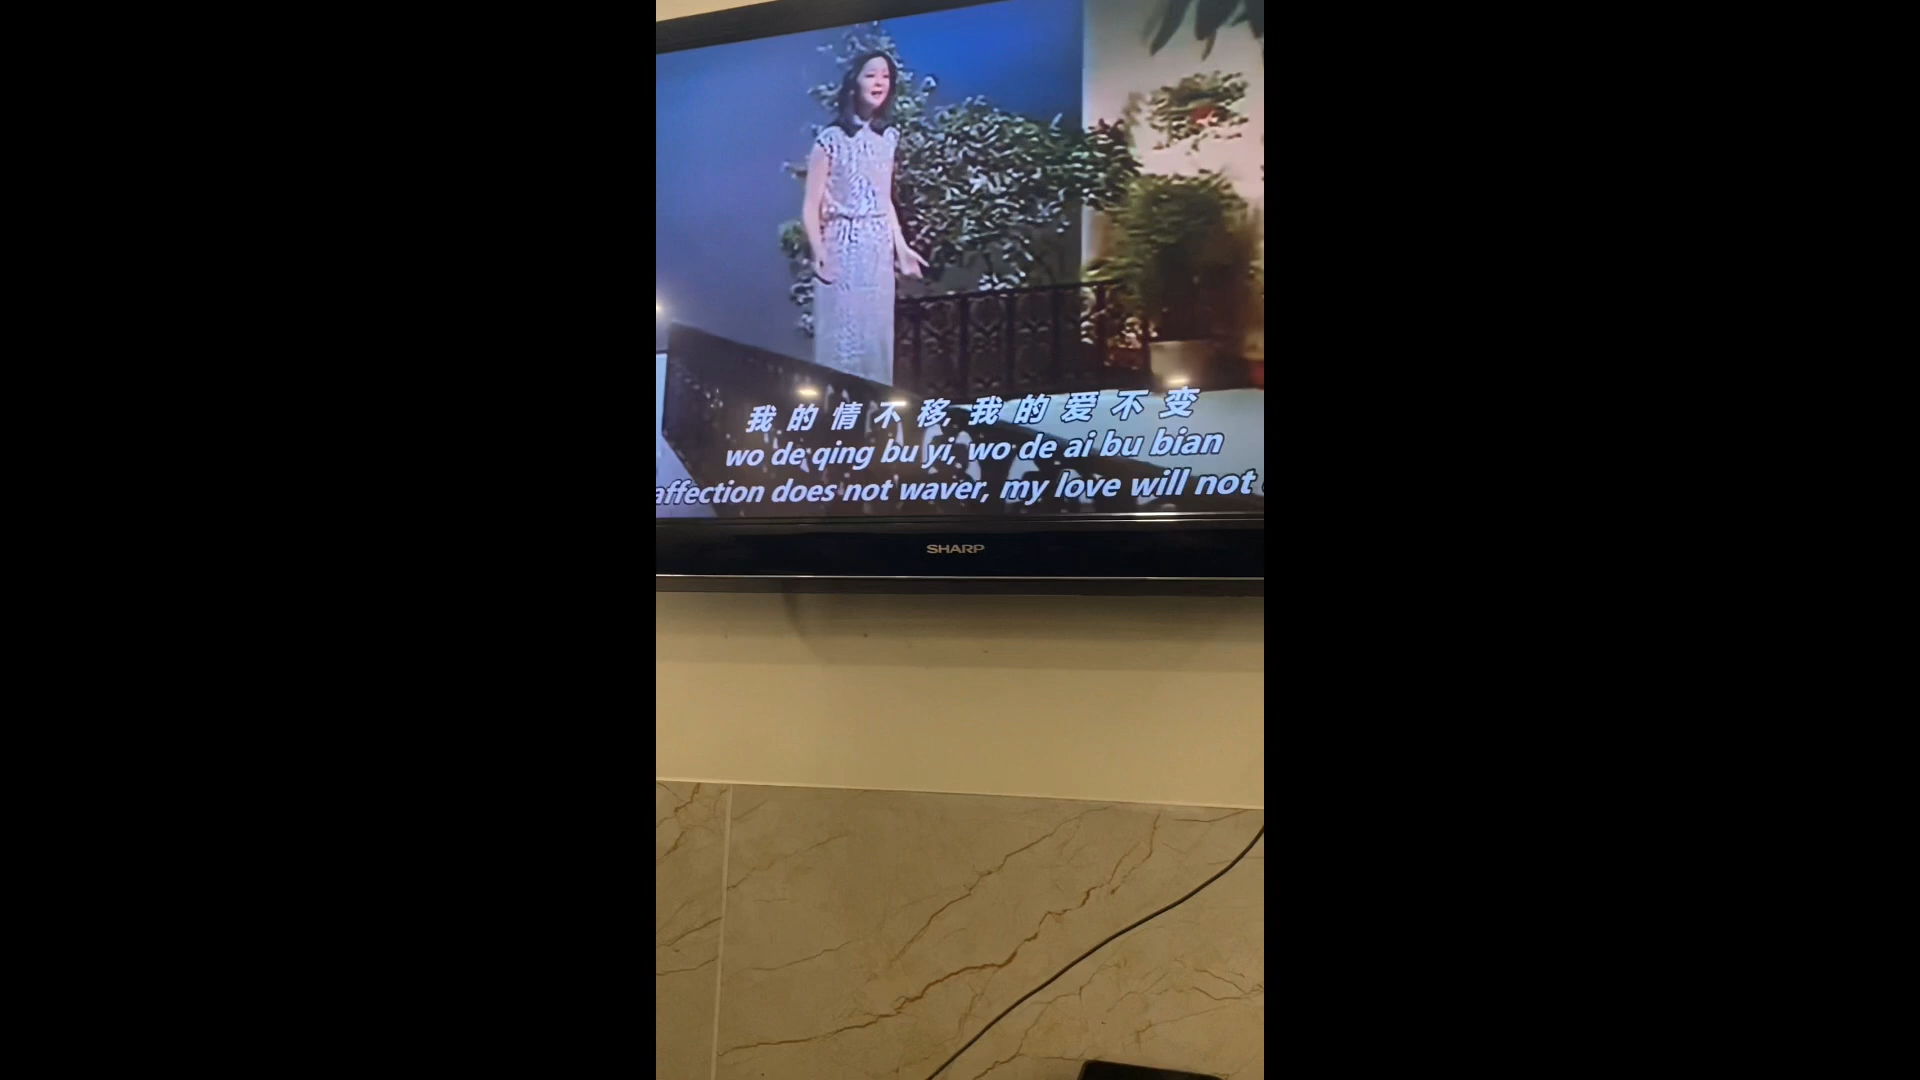 我的情不移,我的爱不变
wo de qing bu yi, wo de ai bu bian
affection does not waver, my love will not
SHARP